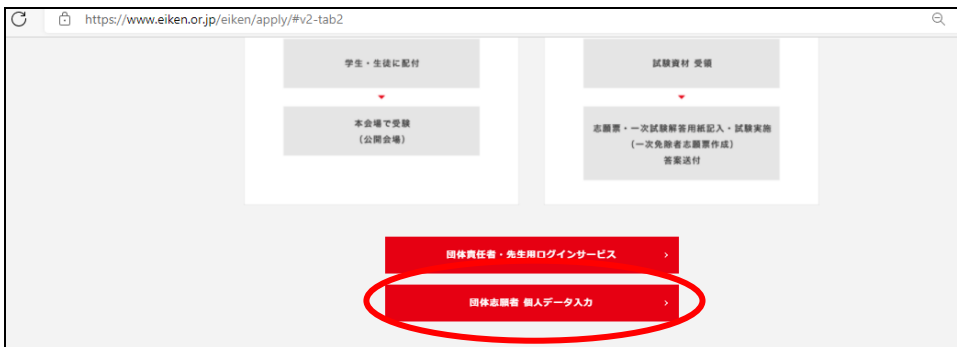 https://www.eiken.or.jp/eiken/apply/#v2-tab2
学生・生徒に配付
本会場で受験
(公開会場)
試験資材 受領
志願票・一次試験解答用紙記入・試験実施
(一次免除者志願票作成)
答案送付
団体責任者・先生用ログインサービス
団体志願者 個人データ入力